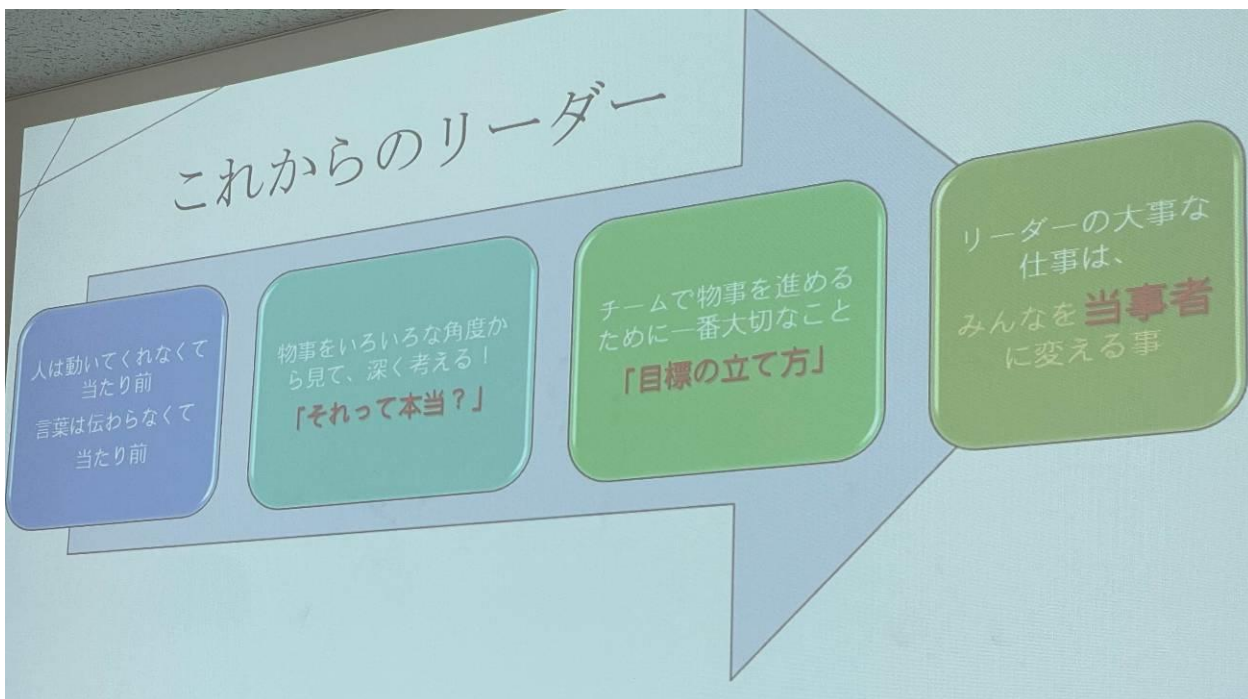 これからのリーダー
人は動いてくれなくて
当たり前
言葉は伝わらなくて
当たり前
物事をいろいろな角度か
ら見て、深く考える！
「それって本当？」
チームで物事を進める
ために一番大切なこと
「目標の立て方」
リーダーの大事な
仕事は、
みんなを当事者
に変える事